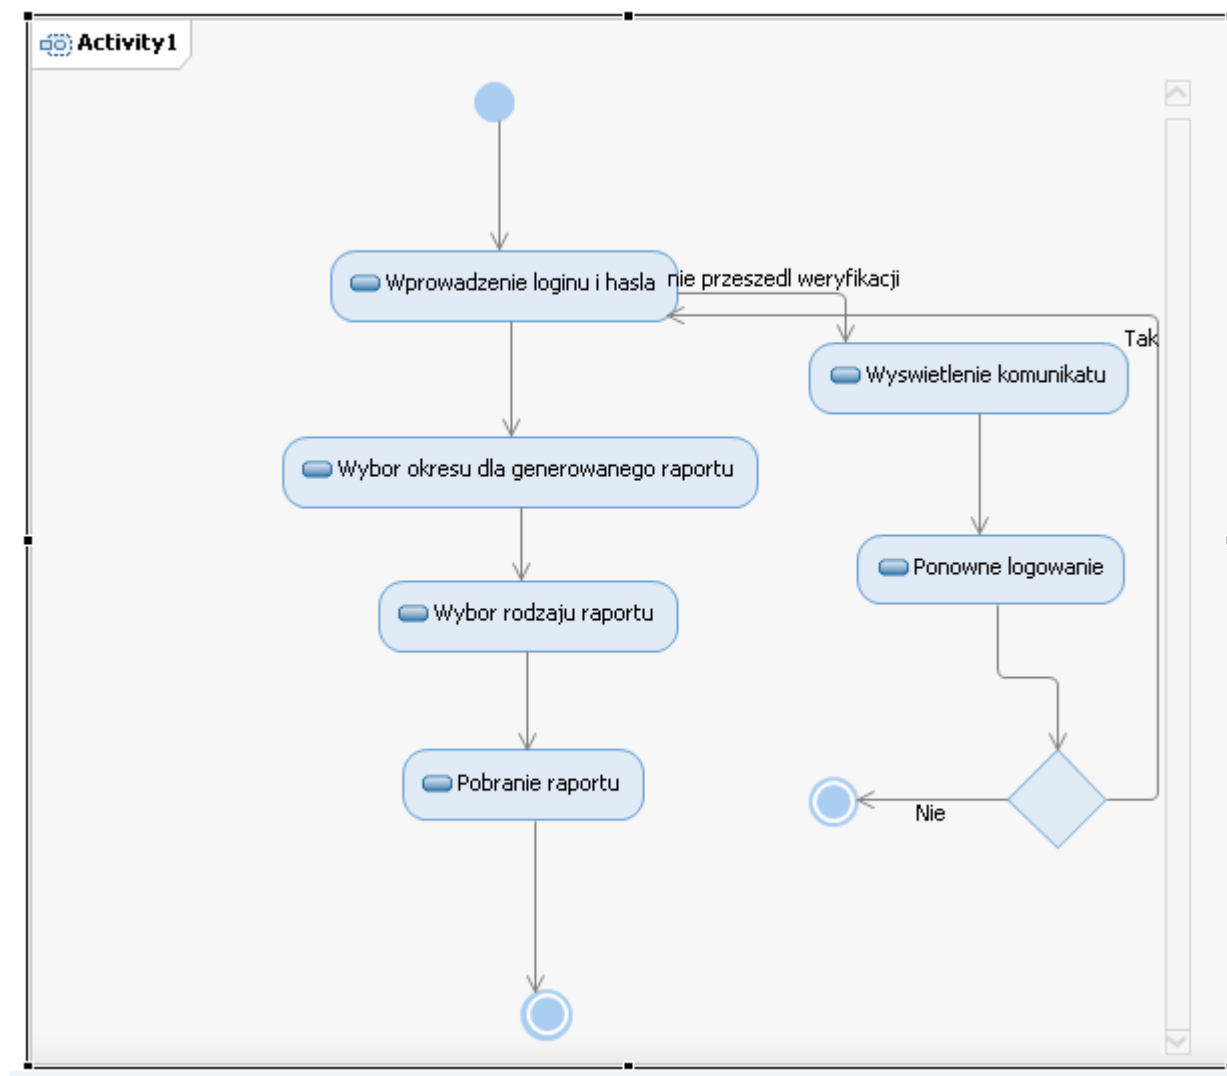 Activity1
Wprowadzenie loginu i hasla
nie przeszedl weryfikacji
Tak
Wyswietlenie komunikatu
Wybor okresu dla generowanego raportu
Ponowne logowanie
Wybor rodzaju raportu
Pobranie raportu
Nie